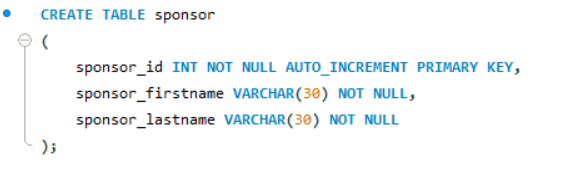 CREATE TABLE sponsor
(
sponsor_id INT NOT NULL AUTO_INCREMENT PRIMARY KEY,
sponsor_firstname VARCHAR(30) NOT NULL,
sponsor_lastname VARCHAR(30) NOT NULL
);